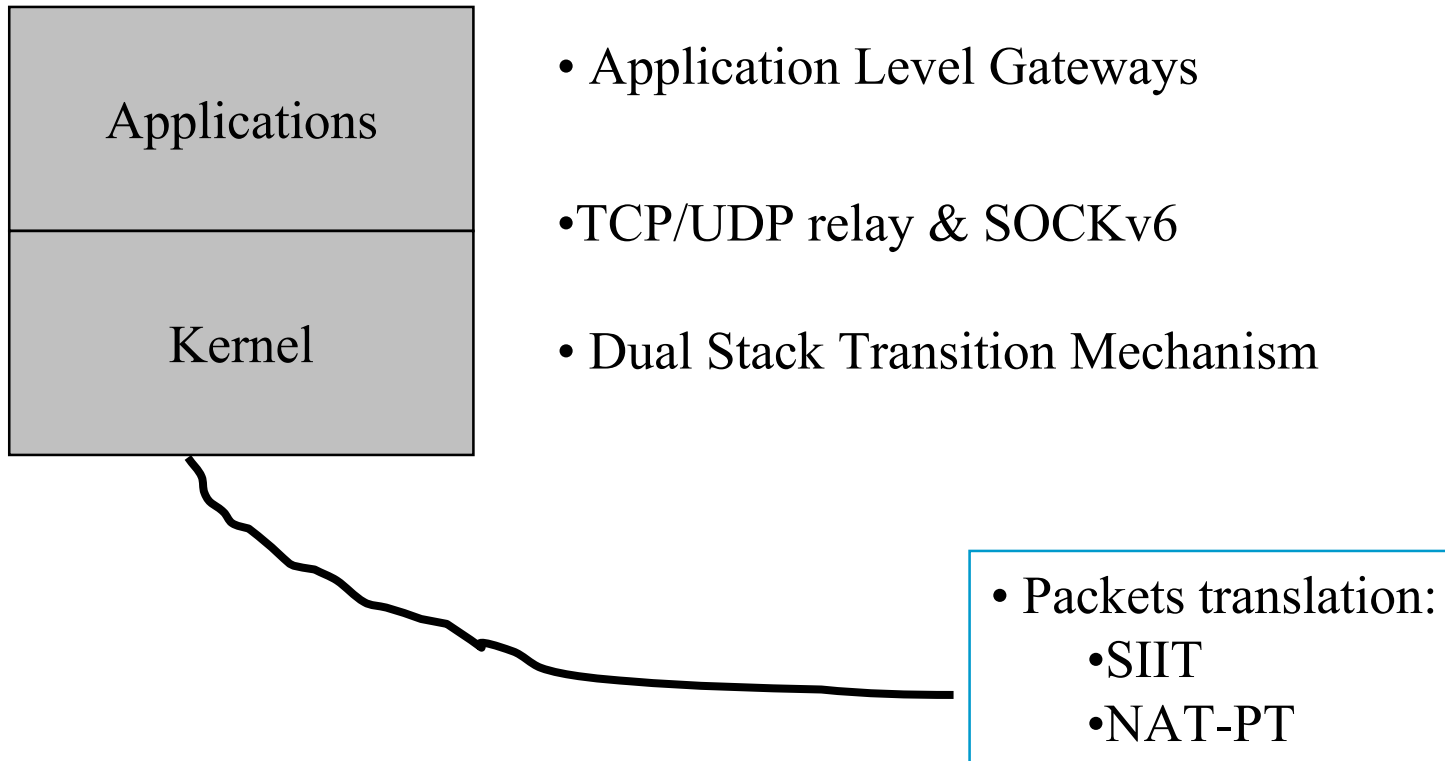 Applications
Kernel
• Application Level Gateways
•TCP/UDP relay & SOCKv6
• Dual Stack Transition Mechanism
• Packets translation:
•SIIT
•NAT-PT